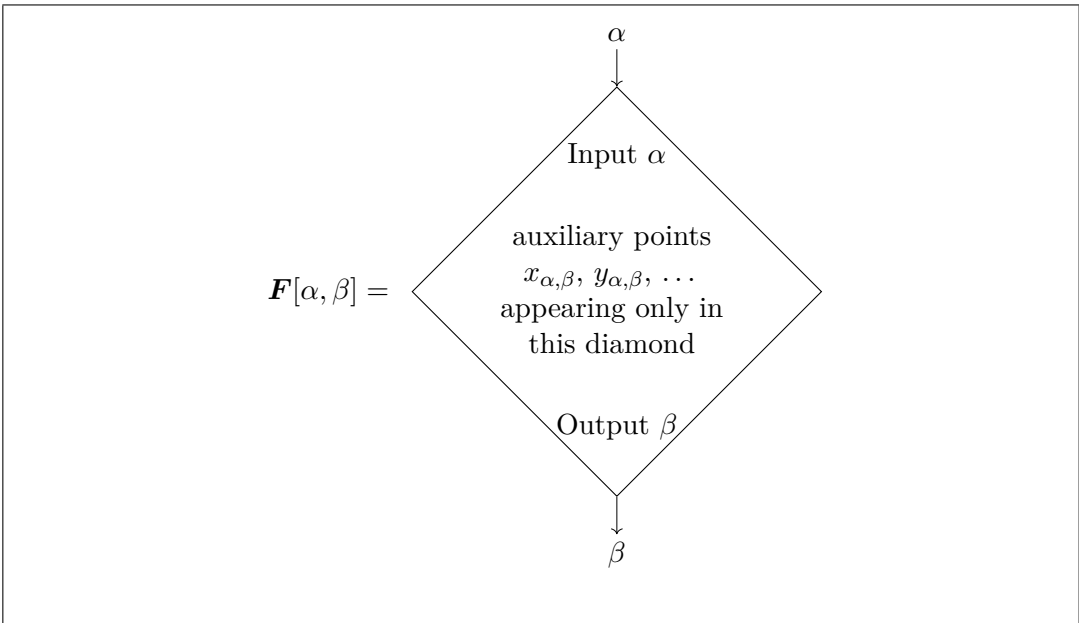 α
Input α
auxiliary points
x_{α,β}, y_{α,β}, …
F[α, β] =
appearing only in
this diamond
Output β
β